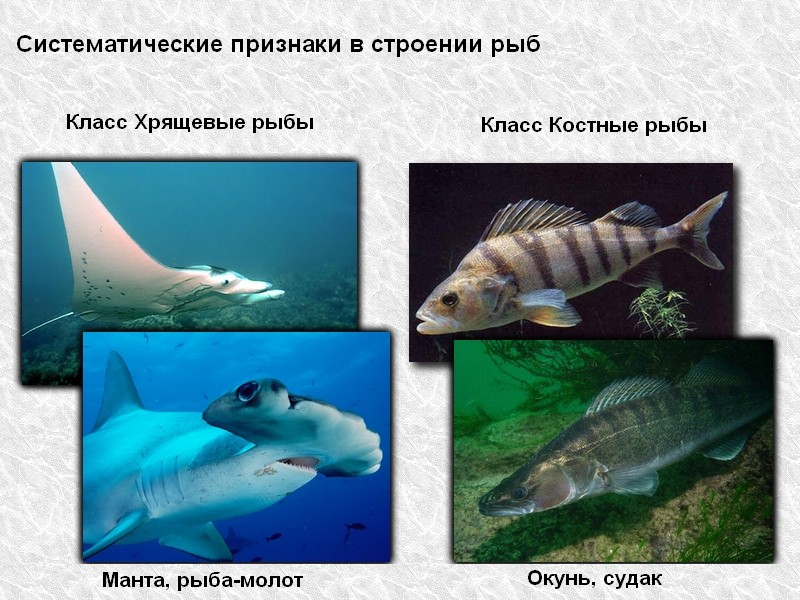 Систематические признаки в строении рыб
Класс Хрящевые рыбы
Класс Костные рыбы
Манта, рыба-молот
Окунь, судак